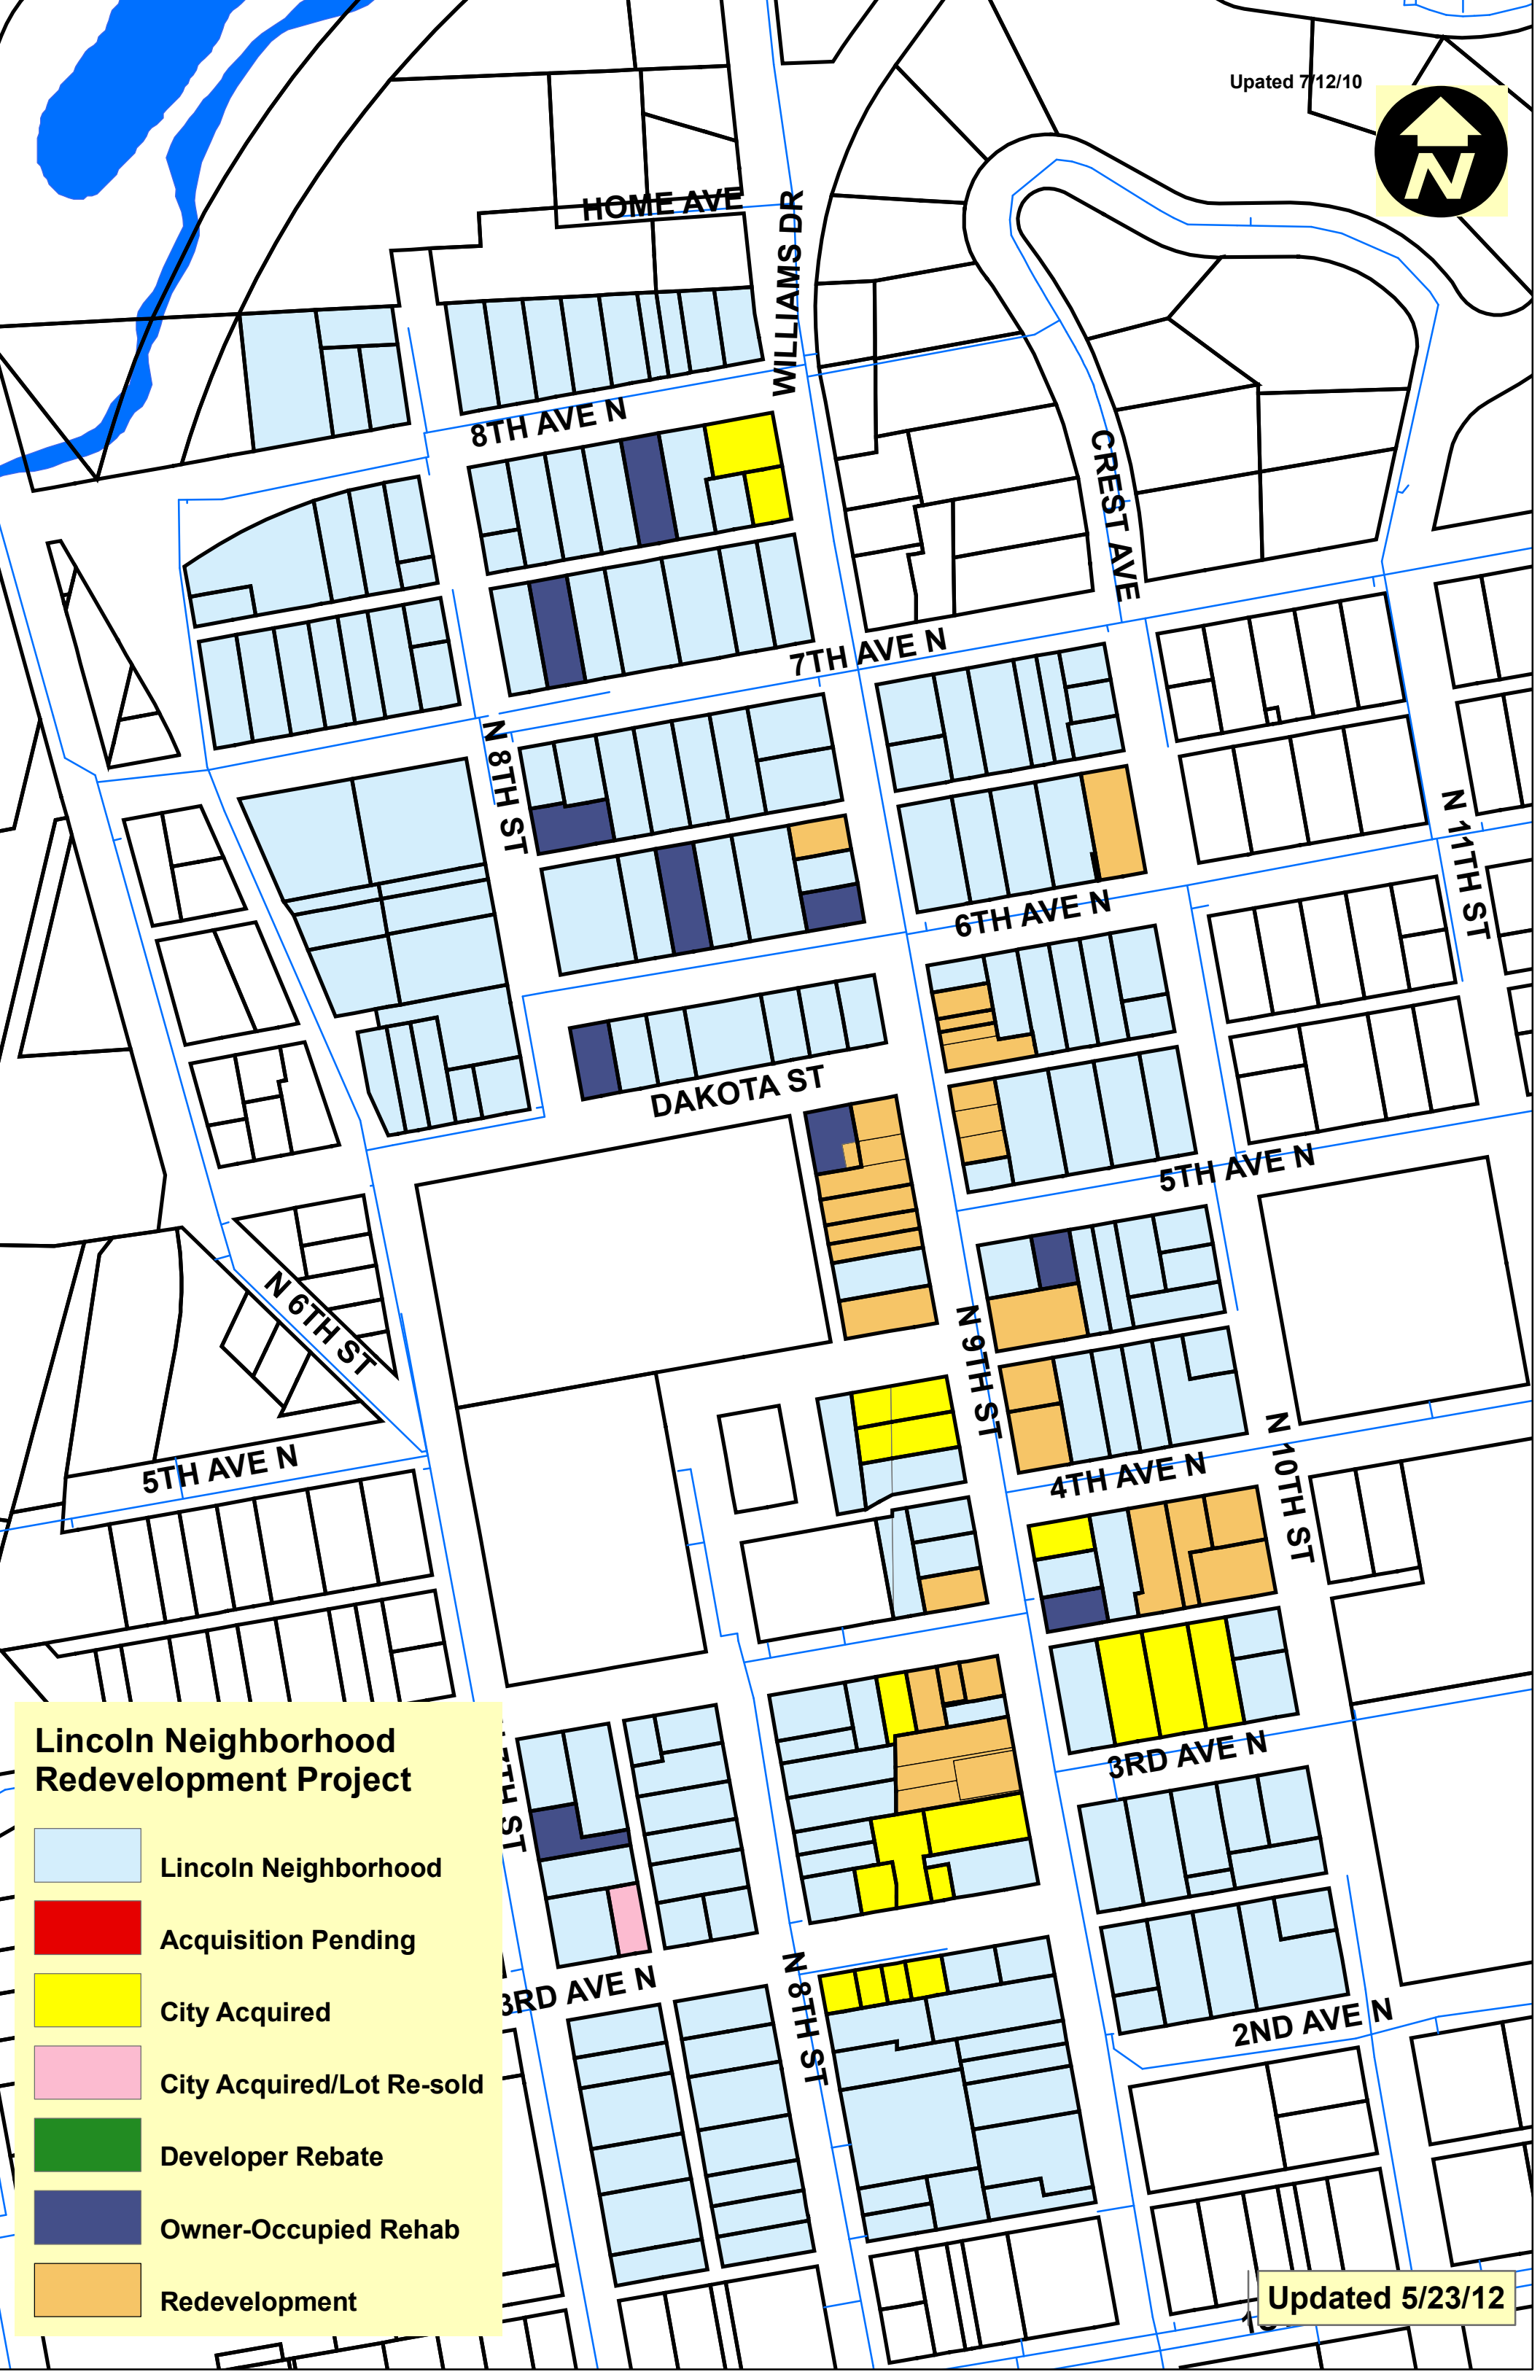 Upated 7/12/10
N
HOME AVE
WILLIAMS DR
8TH AVE N
CREST AVE
7TH AVE N
N 8TH ST
N 11TH ST
6TH AVE N
DAKOTA ST
5TH AVE N
N 6TH ST
N 9TH ST
5TH AVE N
4TH AVE N
N 10TH ST
3RD AVE N
TH ST
3RD AVE N
N 8TH ST
2ND AVE N
Lincoln Neighborhood
Redevelopment Project
Lincoln Neighborhood
Acquisition Pending
City Acquired
City Acquired/Lot Re-sold
Developer Rebate
Owner-Occupied Rehab
Redevelopment
Updated 5/23/12